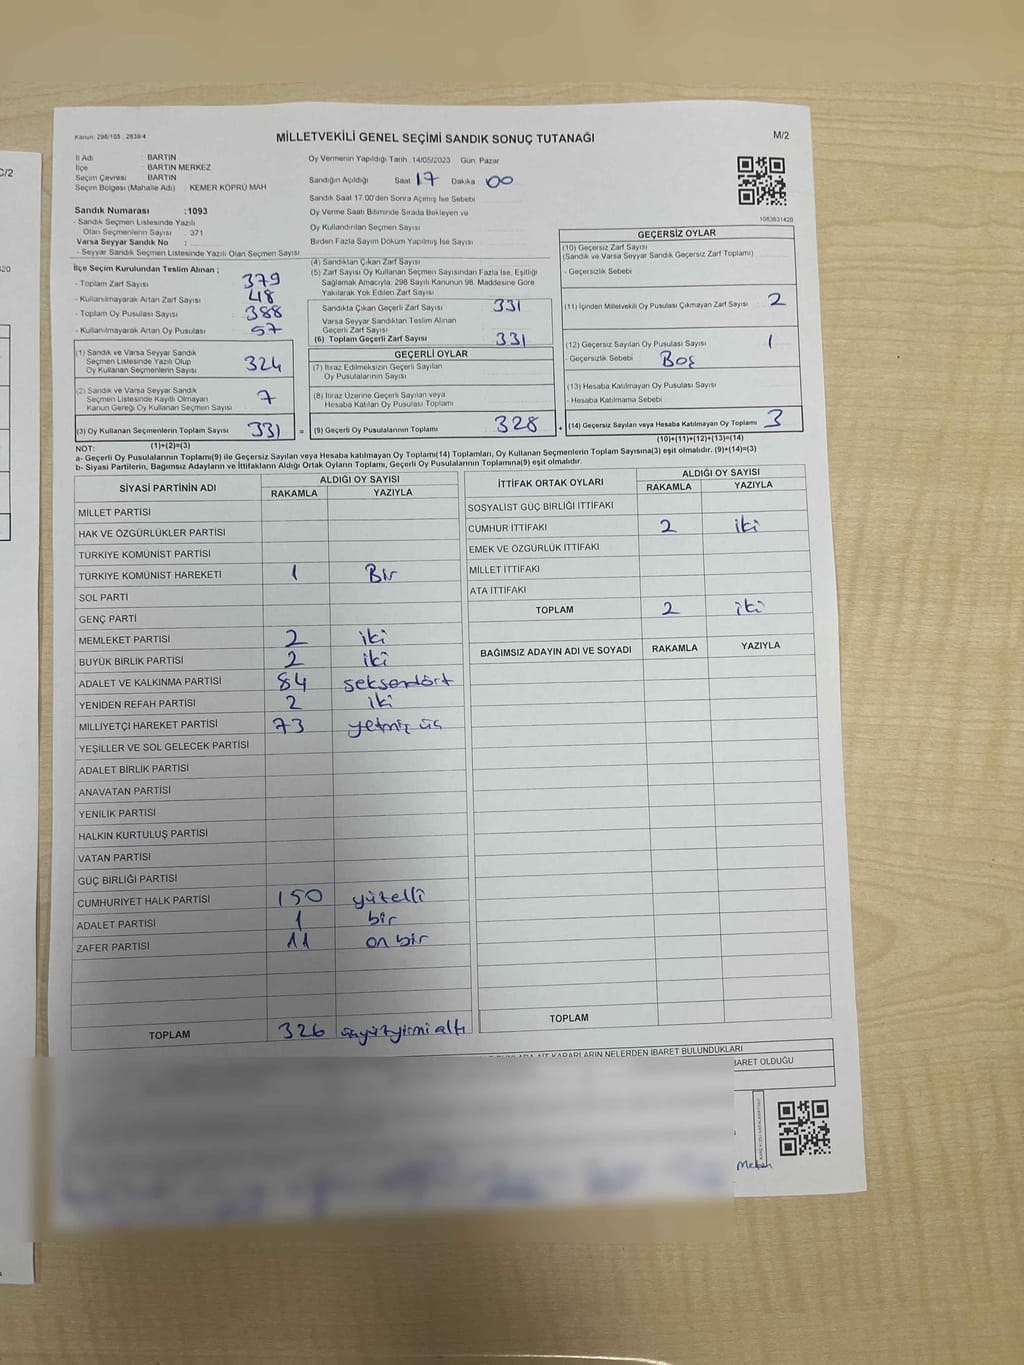 Kanun: 298/105 ; 2839/4
MİLLETVEKİLİ GENEL SEÇİMİ SANDIK SONUÇ TUTANAĞI
M/2
C/2
İl Adı : BARTIN
İlçe : BARTIN MERKEZ
Seçim Çevresi : BARTIN
Seçim Bölgesi (Mahalle Adı) : KEMER KÖPRÜ MAH
Sandık Numarası :1093
- Sandık Seçmen Listesinde Yazılı
Olan Seçmenlerin Sayısı : 371
Varsa Seyyar Sandık No :
- Seyyar Sandık Seçmen Listesinde Yazılı Olan Seçmen Sayısı :
Oy Vermenin Yapıldığı Tarih :14/05/2023 Gün: Pazar
Sandığın Açıldığı Saat 17 Dakika 00
Sandık Saat 17:00'den Sonra Açımış İse Sebebi :
Oy Verme Saati Bitiminde Sırada Bekleyen ve
Oy Kullandırılan Seçmen Sayısı
Birden Fazla Sayım Döküm Yapılmış İse Sayısı
1083631420
20
İlçe Seçim Kurulundan Teslim Alınan ;
- Toplam Zarf Sayısı 379
- Kullanılmayarak Artan Zarf Sayısı 48
- Toplam Oy Pusulası Sayısı 388
- Kullanılmayarak Artan Oy Pusulası 57
(1) Sandık ve Varsa Seyyar Sandık
Seçmen Listesinde Yazılı Olup
Oy Kullanan Seçmenlerin Sayısı 324
(2) Sandık ve Varsa Seyyar Sandık
Seçmen Listesinde Kayıtlı Olmayan
Kanun Gereği Oy Kullanan Seçmen Sayısı 7
(3) Oy Kullanan Seçmenlerin Toplam Sayısı 331 =
(1)+(2)=(3)
(4) Sandıktan Çıkan Zarf Sayısı
(5) Zarf Sayısı Oy Kullanan Seçmen Sayısından Fazla İse, Eşitliği
Sağlamak Amacıyla; 298 Sayılı Kanunun 98. Maddesine Göre
Yakılarak Yok Edilen Zarf Sayısı
Sandıkta Çıkan Geçerli Zarf Sayısı 331
Varsa Seyyar Sandıktan Teslim Alınan
Geçerli Zarf Sayısı
(6) Toplam Geçerli Zarf Sayısı 331
GEÇERLİ OYLAR
(7) İtiraz Edilmeksizin Geçerli Sayılan
Oy Pusulalarının Sayısı
(8) İtiraz Üzerine Geçerli Sayılan veya
Hesaba Katılan Oy Pusulası Toplamı
(9) Geçerli Oy Pusulalarının Toplamı 328 +
GEÇERSİZ OYLAR
(10) Geçersiz Zarf Sayısı
(Sandık ve Varsa Seyyar Sandık Geçersiz Zarf Toplamı)
- Geçersizlik Sebebi
(11) İçinden Milletvekili Oy Pusulası Çıkmayan Zarf Sayısı 2
(12) Geçersiz Sayılan Oy Pusulası Sayısı 1
- Geçersizlik Sebebi : Boş
(13) Hesaba Katılmayan Oy Pusulası Sayısı
- Hesaba Katılmama Sebebi
(14) Geçersiz Sayılan veya Hesaba Katılmayan Oy Toplamı 3
(10)+(11)+(12)+(13)=(14)
NOT:
a- Geçerli Oy Pusulalarının Toplamı(9) ile Geçersiz Sayılan veya Hesaba katılmayan Oy Toplamı(14) Toplamları, Oy Kullanan Seçmenlerin Toplam Sayısına(3) eşit olmalıdır. (9)+(14)=(3)
b- Siyasi Partilerin, Bağımsız Adayların ve İttifakların Aldığı Ortak Oyların Toplamı, Geçerli Oy Pusulalarının Toplamına(9) eşit olmalıdır.
SİYASİ PARTİNİN ADI
ALDIĞI OY SAYISI
RAKAMLA YAZIYLA
MİLLET PARTİSİ
HAK VE ÖZGÜRLÜKLER PARTİSİ
TÜRKİYE KOMÜNİST PARTİSİ
TÜRKİYE KOMÜNİST HAREKETİ 1 Bir
SOL PARTİ
GENÇ PARTİ
MEMLEKET PARTİSİ 2 iki
BÜYÜK BİRLİK PARTİSİ 2 iki
ADALET VE KALKINMA PARTİSİ 84 seksendört
YENİDEN REFAH PARTİSİ 2 iki
MİLLİYETÇİ HAREKET PARTİSİ 73 yetmiş üç
YEŞİLLER VE SOL GELECEK PARTİSİ
ADALET BİRLİK PARTİSİ
ANAVATAN PARTİSİ
YENİLİK PARTİSİ
HALKIN KURTULUŞ PARTİSİ
VATAN PARTİSİ
GÜÇ BİRLİĞİ PARTİSİ
CUMHURİYET HALK PARTİSİ 150 yüzelli
ADALET PARTİSİ 1 bir
ZAFER PARTİSİ 11 on bir
TOPLAM 326 üçyüzyirmialtı
İTTİFAK ORTAK OYLARI
ALDIĞI OY SAYISI
RAKAMLA YAZIYLA
SOSYALİST GÜÇ BİRLİĞİ İTTİFAKI
CUMHUR İTTİFAKI 2 iki
EMEK VE ÖZGÜRLÜK İTTİFAKI
MİLLET İTTİFAKI
ATA İTTİFAKI
TOPLAM 2 iki
BAĞIMSIZ ADAYIN ADI VE SOYADI RAKAMLA YAZIYLA
TOPLAM
KARARLARIN NELERDEN İBARET BULUNDUKLARI
BARET OLDUĞU